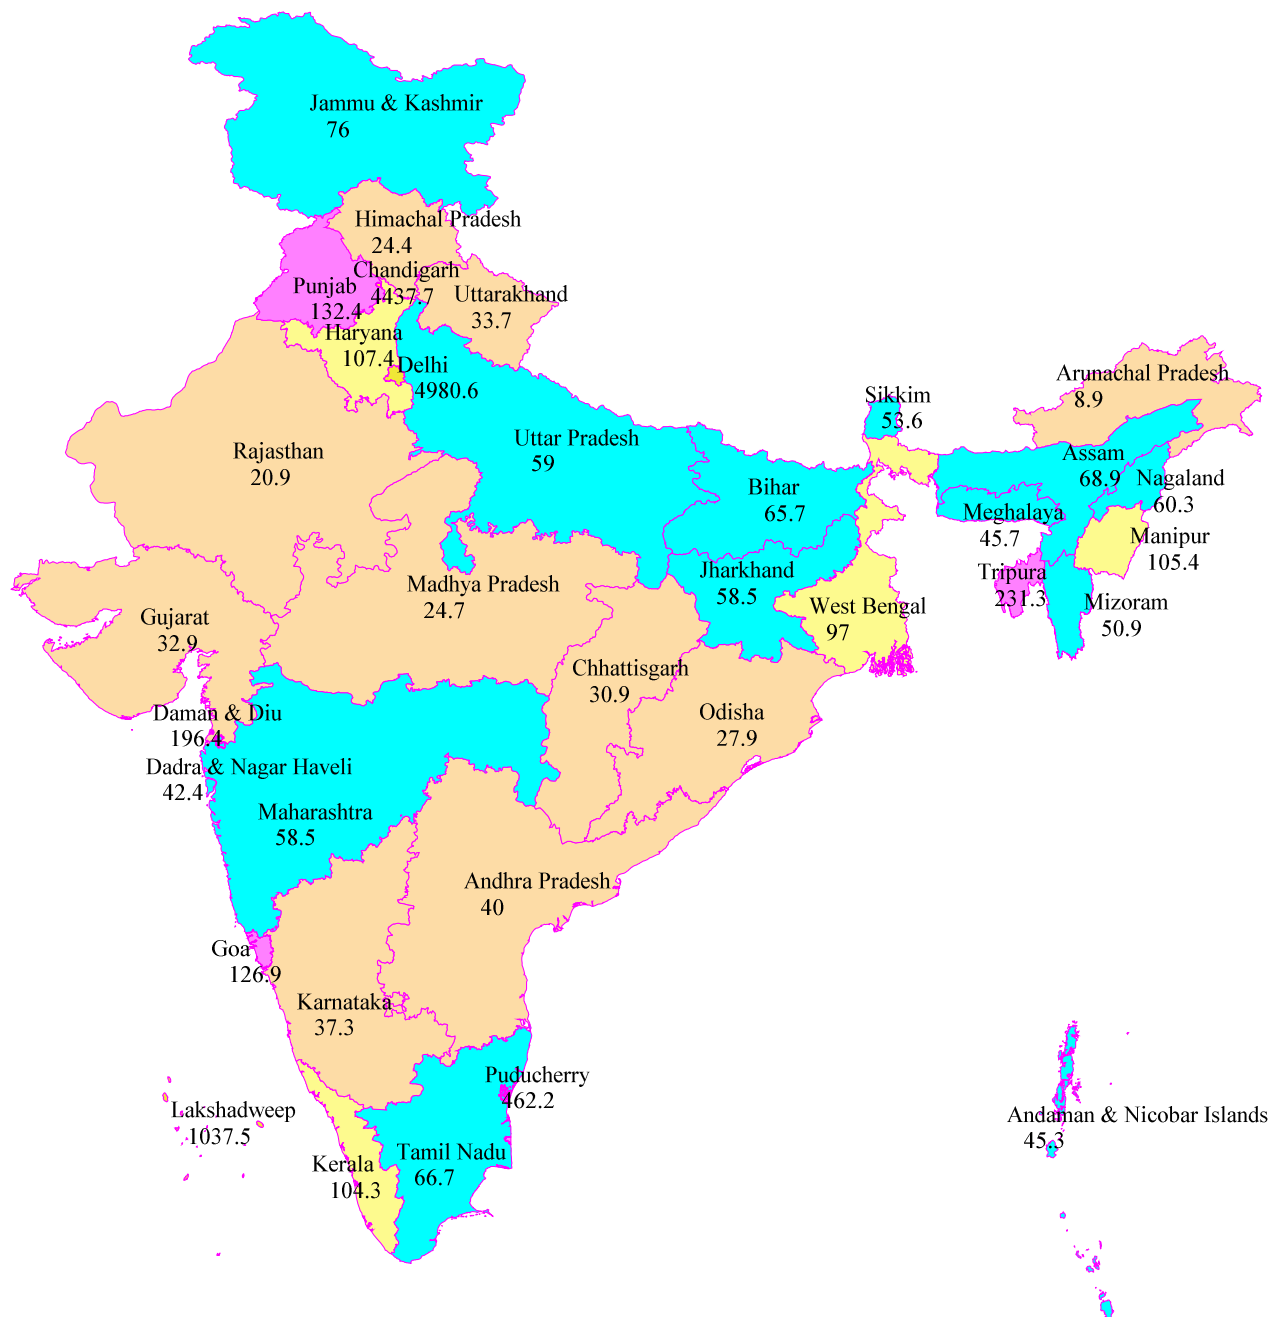 Jammu & Kashmir
76
Himachal Pradesh
24.4
Chandigarh
4437.7
Punjab
132.4
Uttarakhand
33.7
Haryana
107.4
Delhi
4980.6
Arunachal Pradesh
8.9
Sikkim
53.6
Rajasthan
20.9
Uttar Pradesh
59
Assam
68.9
Nagaland
60.3
Bihar
65.7
Meghalaya
45.7
Manipur
105.4
Jharkhand
58.5
Tripura
231.3
Madhya Pradesh
24.7
Mizoram
50.9
West Bengal
97
Gujarat
32.9
Chhattisgarh
30.9
Daman & Diu
196.4
Odisha
27.9
Dadra & Nagar Haveli
42.4
Maharashtra
58.5
Andhra Pradesh
40
Goa
126.9
Karnataka
37.3
Puducherry
462.2
Lakshadweep
1037.5
Andaman & Nicobar Islands
45.3
Tamil Nadu
66.7
Kerala
104.3